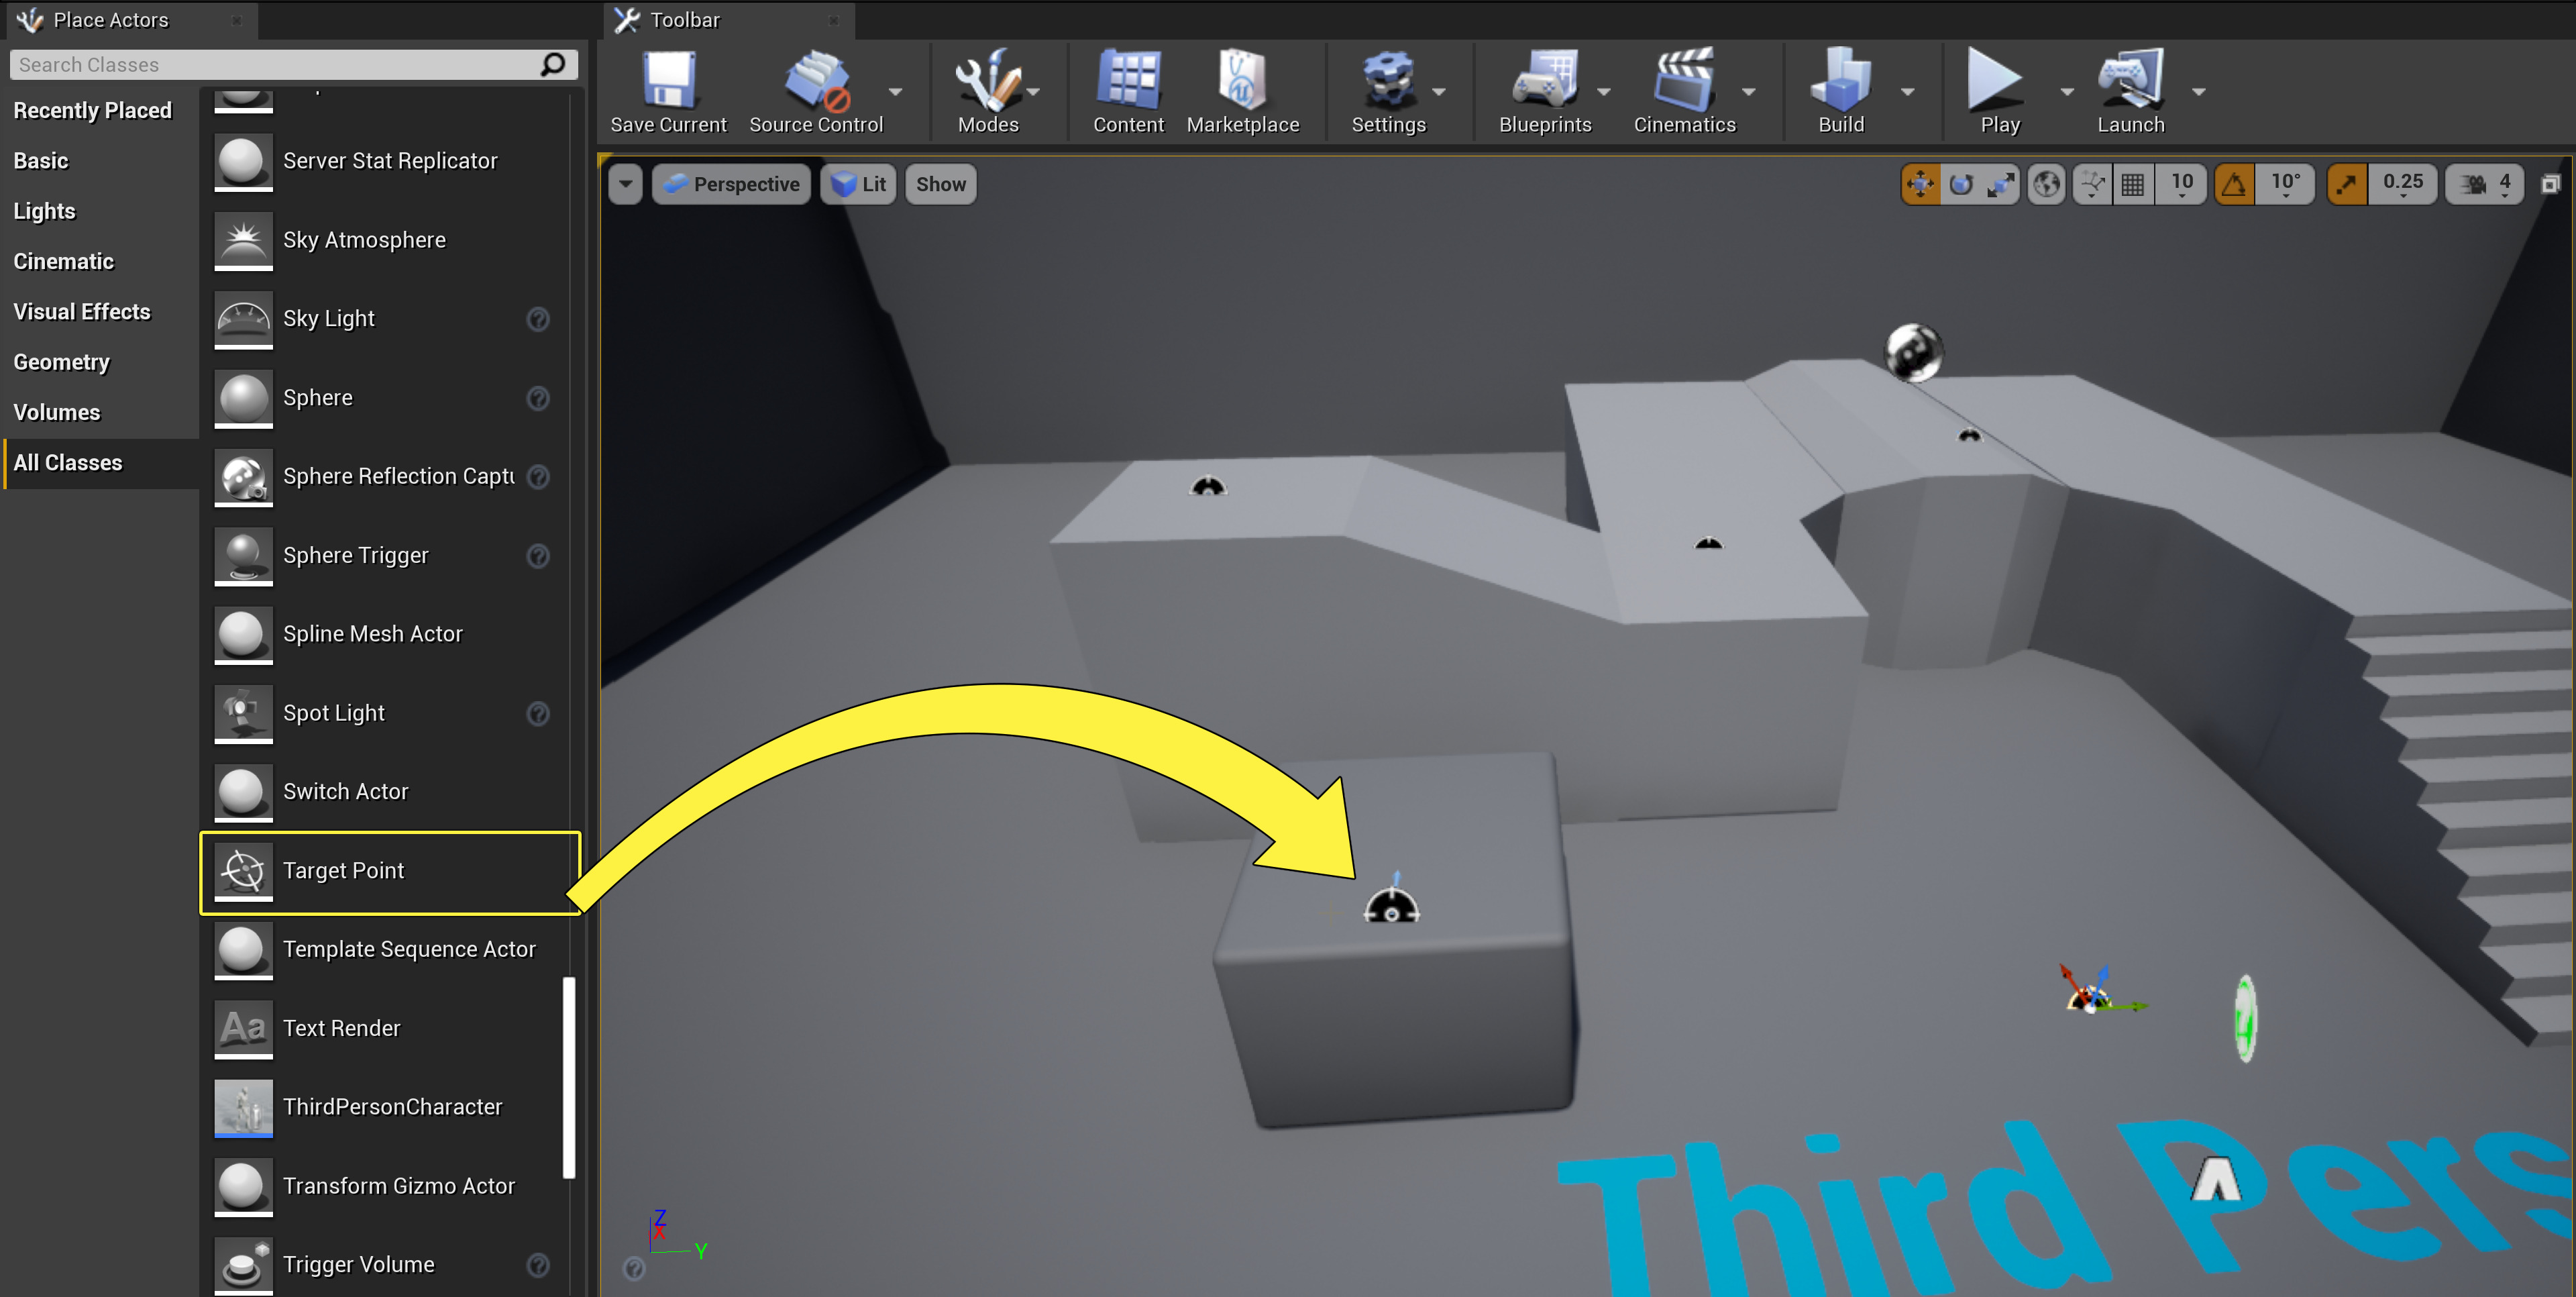 Place Actors
Toolbar
Search Classes
Recently Placed
Basic
Lights
Cinematic
Visual Effects
Geometry
Volumes
All Classes
Server Stat Replicator
Sky Atmosphere
Sky Light
Sphere
Sphere Reflection Captu
Sphere Trigger
Spline Mesh Actor
Spot Light
Switch Actor
Target Point
Template Sequence Actor
Aa
Text Render
ThirdPersonCharacter
Transform Gizmo Actor
Trigger Volume
Save Current
Source Control
Modes
Content
Marketplace
Settings
Blueprints
Cinematics
Build
Play
Launch
Perspective
Lit
Show
10
10°
0.25
4
Z
X
Y
Third Pers